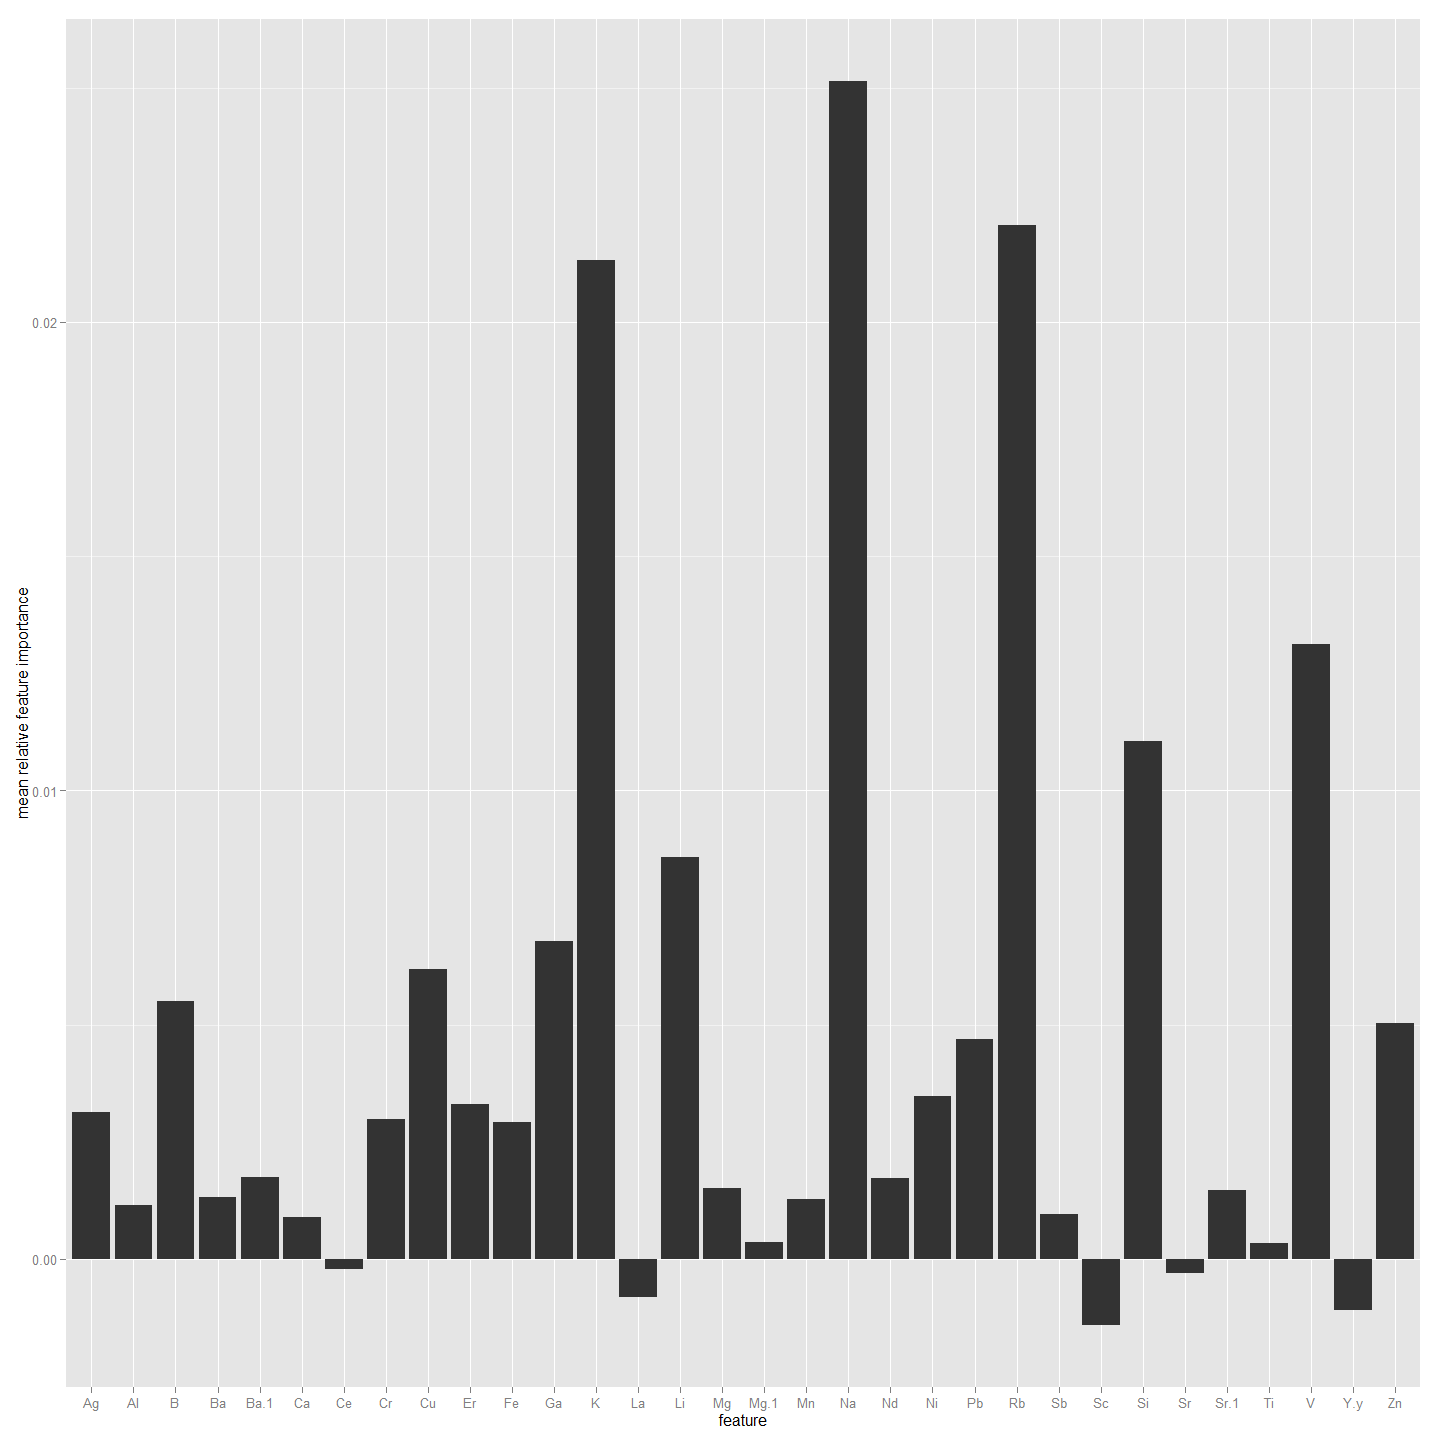 mean relative feature importance
0.02
0.01
0.00
Ag Al B Ba Ba.1 Ca Ce Cr Cu Er Fe Ga K La Li Mg Mg.1 Mn Na Nd Ni Pb Rb Sb Sc Si Sr Sr.1 Ti V Y.y Zn
feature